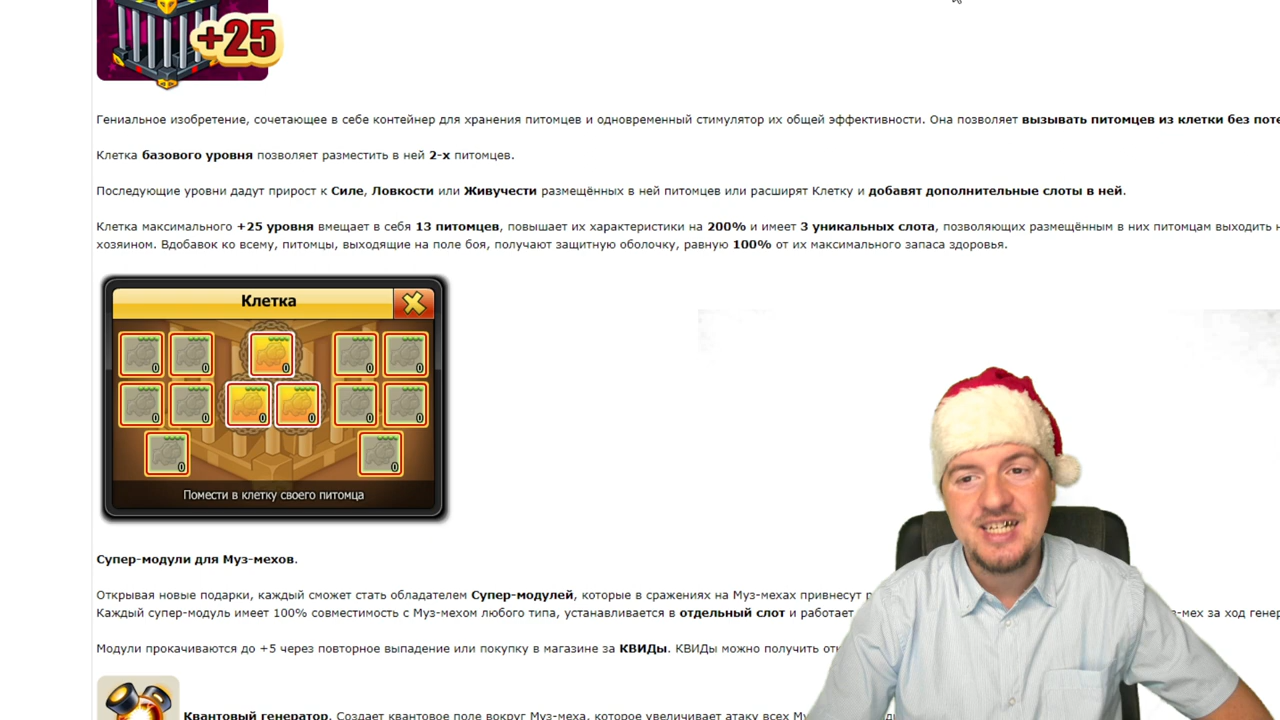 +25
Гениальное изобретение, сочетающее в себе контейнер для хранения питомцев и одновременный стимулятор их общей эффективности. Она позволяет вызывать питомцев из клетки без
Клетка базового уровня позволяет разместить в ней 2-х питомцев.
Последующие уровни дадут прирост к Силе, Ловкости или Живучести размещённых в ней питомцев или расширят Клетку и добавят дополнительные слоты в ней.
Клетка максимального +25 уровня вмещает в себя 13 питомцев, повышает их характеристики на 200% и имеет 3 уникальных слота, позволяющих размещённым в них питомцам выходить
хозяином. Вдобавок ко всему, питомцы, выходящие на поле боя, получают защитную оболочку, равную 100% от их максимального запаса здоровья.
Клетка
0 0 0 0 0
0 0 0 0 0 0
0 0
Помести в клетку своего питомца
Супер-модули для Муз-мехов.
Открывая новые подарки, каждый сможет стать обладателем Супер-модулей, которые в сражениях на Муз-мехах привнесут
Каждый супер-модуль имеет 100% совместимость с Муз-мехом любого типа, устанавливается в отдельный слот и работает за ход
Модули прокачиваются до +5 через повторное выпадение или покупку в магазине за КВИДы. КВИДы можно получить
Квантовый генератор. Создает квантовое поле вокруг Муз-меха, которое увеличивает атаку всех